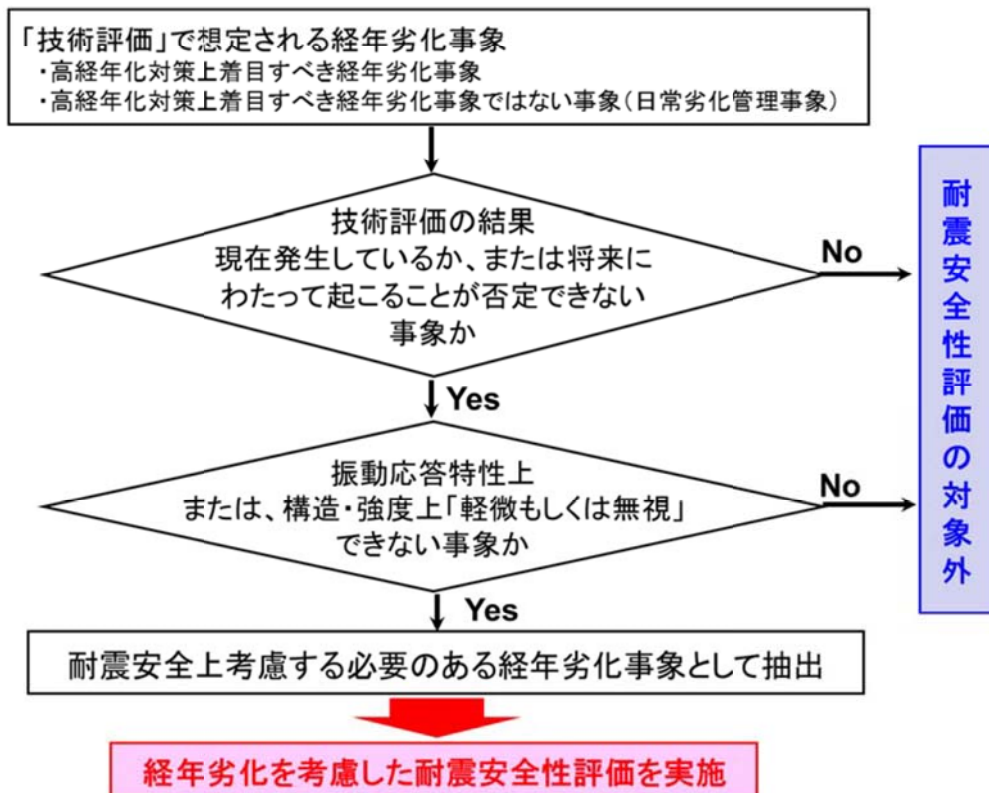 「技術評価」で想定される経年劣化事象
・高経年化対策上着目すべき経年劣化事象
・高経年化対策上着目すべき経年劣化事象ではない事象(日常劣化管理事象)
技術評価の結果
現在発生しているか、または将来に
わたって起こることが否定できない
事象か
No
Yes
振動応答特性上
または、構造・強度上「軽微もしくは無視」
できない事象か
No
Yes
耐震安全性評価の対象外
耐震安全上考慮する必要のある経年劣化事象として抽出
経年劣化を考慮した耐震安全性評価を実施